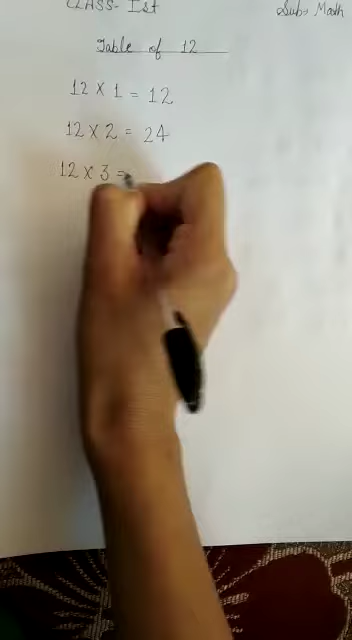 CLASS- Ist
Sub:- Math
Table of 12
12 × 1 = 12
12 × 2 = 24
12 × 3 =